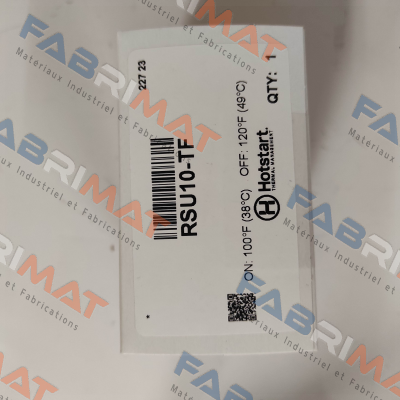 227 23
RSU10-TF
ON: 100°F (38°C) OFF: 120°F (49°C)
Hotstart.
THERMAL MANAGEMENT
QTY: 1
FABRIMAT
Materiaux Industriel et Fabrications
FABRIMAT
Materiaux Industriel et Fabrications
FABRIMAT
Materiaux Industriel et Fabrications